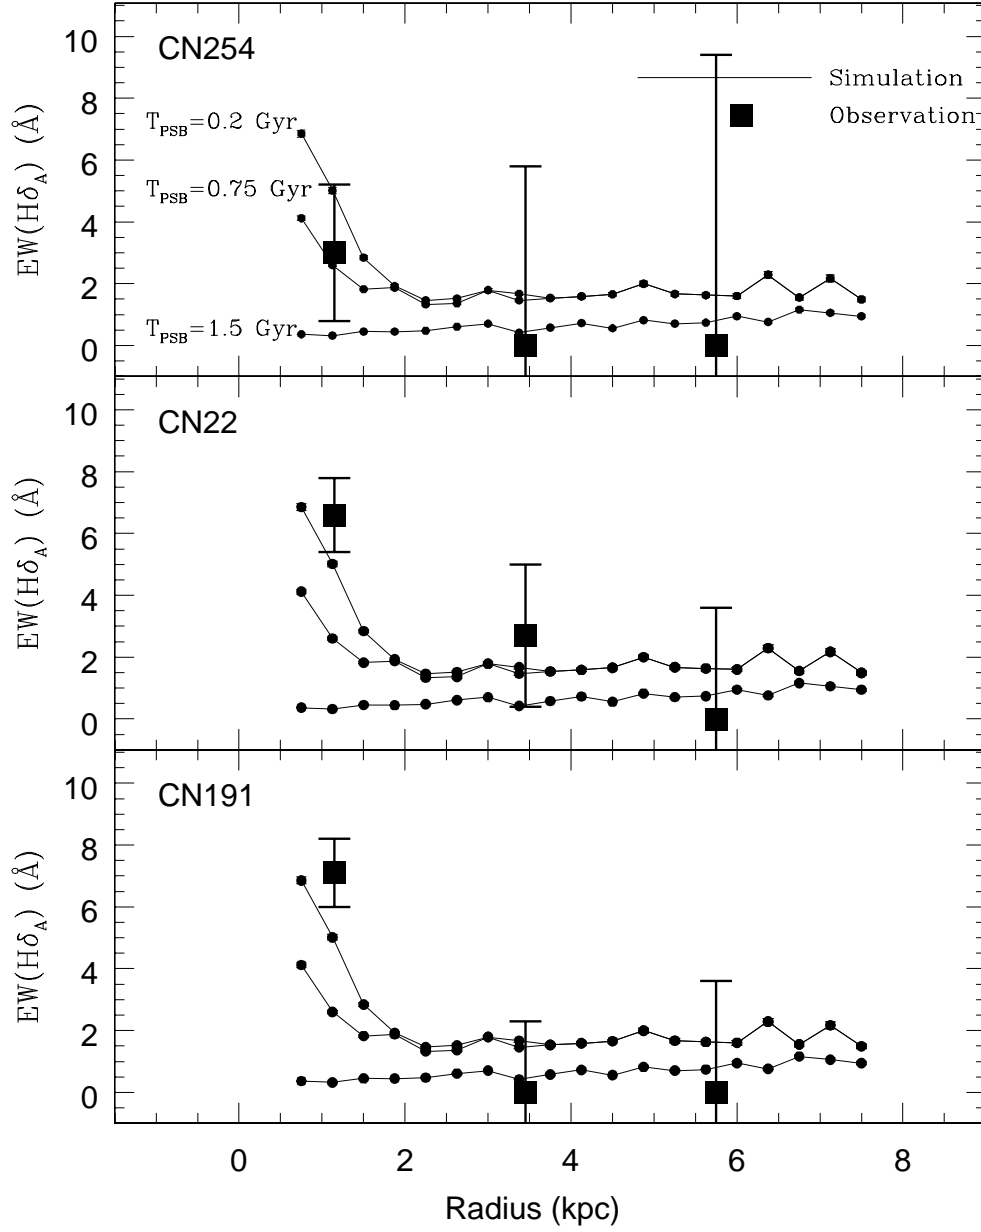 CN254
Simulation
Observation
T_PSB=0.2 Gyr
T_PSB=0.75 Gyr
T_PSB=1.5 Gyr
EW(Hδ_A) (Å)
10
8
6
4
2
0
CN22
EW(Hδ_A) (Å)
10
8
6
4
2
0
CN191
EW(Hδ_A) (Å)
10
8
6
4
2
0
0 2 4 6 8
Radius (kpc)